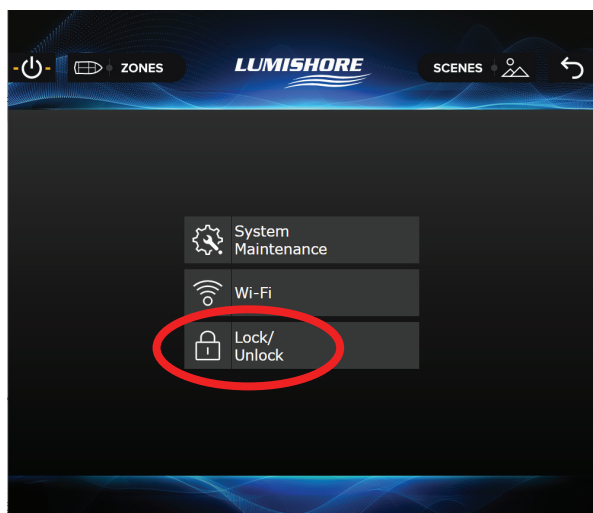 ZONES
LUMISHORE
SCENES
System
Maintenance
Wi-Fi
Lock/
Unlock